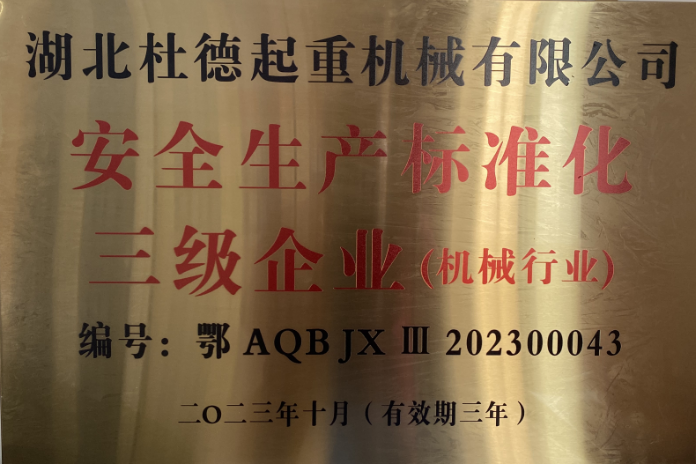 湖北杜德起重机械有限公司
安全生产标准化
三级企业(机械行业)
编号：鄂 AQB JX Ⅲ 202300043
二〇二三年十月（有效期三年）